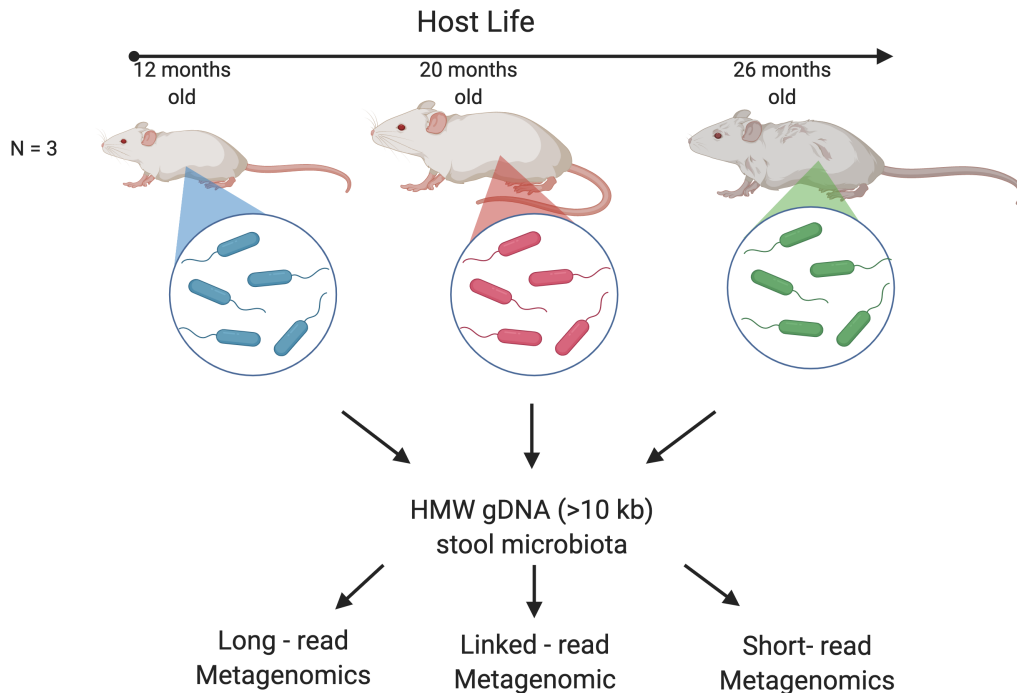 Host Life
12 months
old
20 months
old
26 months
old
N = 3
HMW gDNA (>10 kb)
stool microbiota
Long - read
Metagenomics
Linked - read
Metagenomic
Short- read
Metagenomics